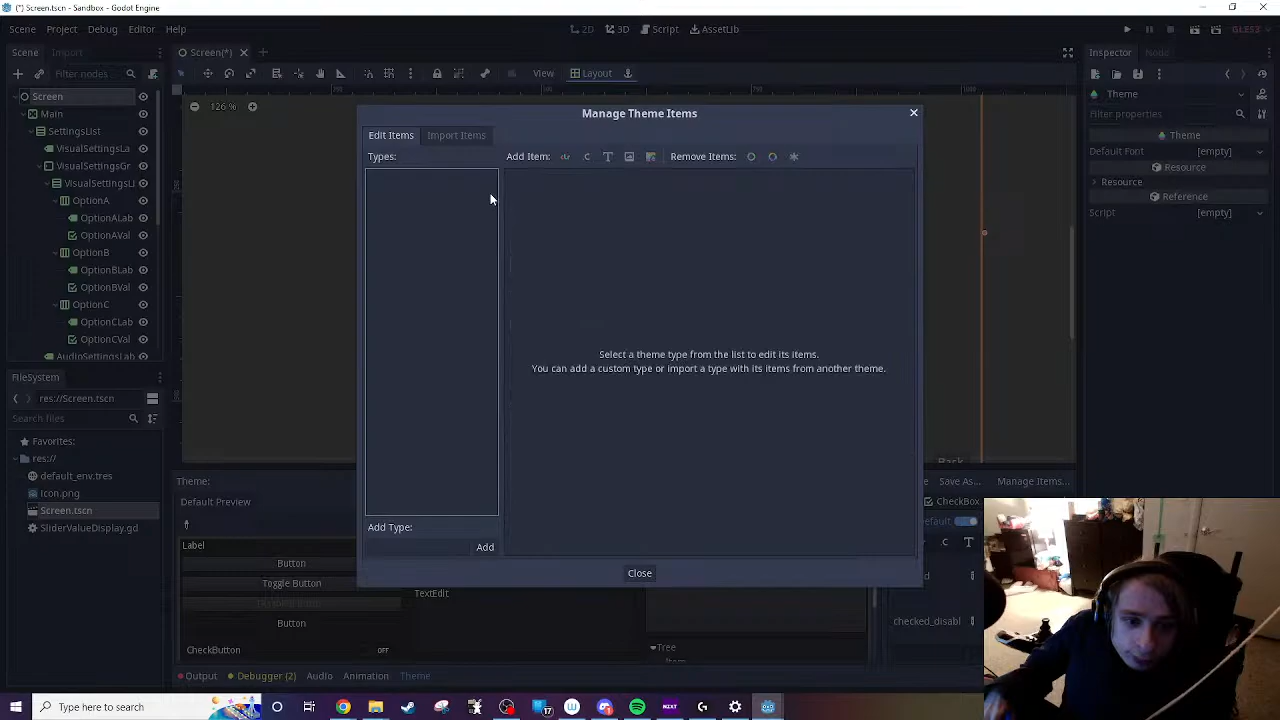 (*) Screen.tscn - Sandbox - Godot Engine
Scene Project Debug Editor Help
2D 3D Script AssetLib
GLES3
Scene Import
Screen(*)
Inspector Node
Filter nodes
View Layout
Theme
Filter properties
126 %
Screen
Main
SettingsList
VisualSettingsLa
VisualSettingsGr
VisualSettingsLi
OptionA
OptionALab
OptionAVal
OptionB
OptionBLab
OptionBVal
OptionC
OptionCLab
OptionCVal
AudioSettingsLab
Manage Theme Items
Edit Items Import Items
Types:
Add Item:
Remove Items:
Select a theme type from the list to edit its items.
You can add a custom type or import a type with its items from another theme.
Add Type:
Add
Close
Theme
Default Font [empty]
Resource
Resource
Reference
Script [empty]
FileSystem
res://Screen.tscn
Search files
Favorites:
res://
default_env.tres
icon.png
Screen.tscn
SliderValueDisplay.gd
Back
Theme:
Save As... Manage Items...
Default Preview
CheckBox
Label
Button
Toggle Button
Button
CheckButton OFF
TextEdit
Tree
checked_disabl
Output Debugger (2) Audio Animation Theme
Type here to search